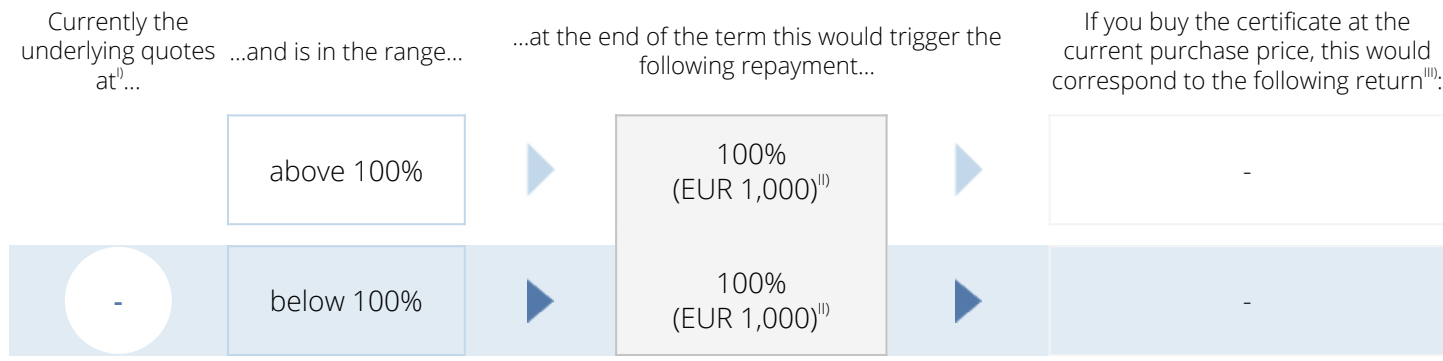 Currently the
underlying quotes
at^I)...
...and is in the range...
...at the end of the term this would trigger the
following repayment...
If you buy the certificate at the
current purchase price, this would
correspond to the following return^III):
above 100%
100%
(EUR 1,000)^II)
-
-
below 100%
100%
(EUR 1,000)^II)
-